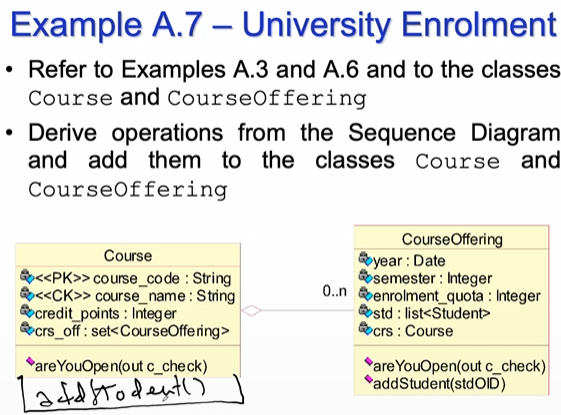 Example A.7 – University Enrolment
• Refer to Examples A.3 and A.6 and to the classes
Course and CourseOffering
• Derive operations from the Sequence Diagram
and add them to the classes Course and
CourseOffering
Course
<<PK>> course_code : String
<<CK>> course_name : String
credit_points : Integer
crs_off : set<CourseOffering>
areYouOpen(out c_check)
addStudent()
0..n
CourseOffering
year : Date
semester : Integer
enrolment_quota : Integer
std : list<Student>
crs : Course
areYouOpen(out c_check)
addStudent(stdOID)